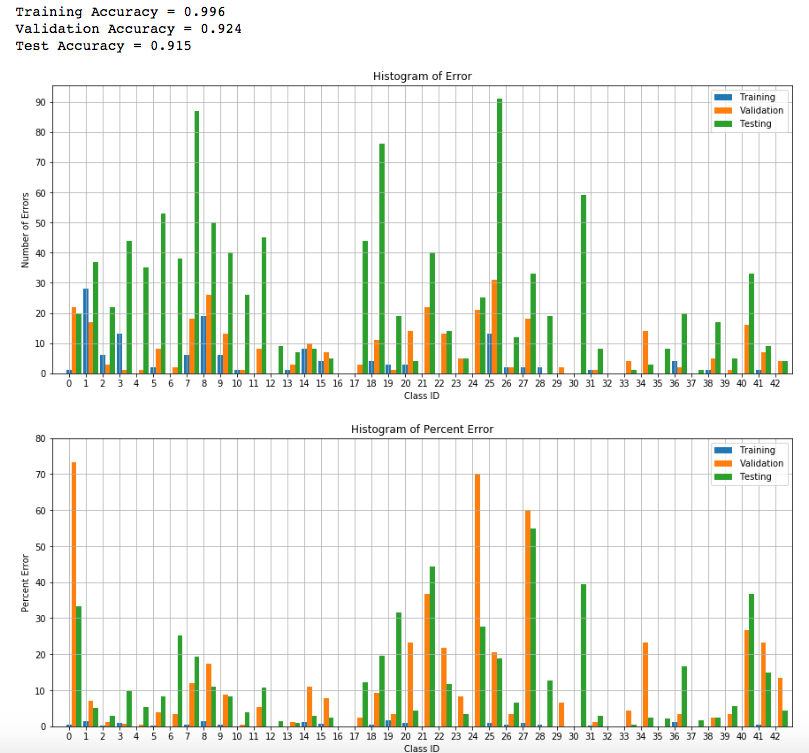 Training Accuracy = 0.996
Validation Accuracy = 0.924
Test Accuracy = 0.915
Histogram of Error
Number of Errors
90
80
70
60
50
40
30
20
10
0
Training
Validation
Testing
0 1 2 3 4 5 6 7 8 9 10 11 12 13 14 15 16 17 18 19 20 21 22 23 24 25 26 27 28 29 30 31 32 33 34 35 36 37 38 39 40 41 42
Class ID
Histogram of Percent Error
Percent Error
80
70
60
50
40
30
20
10
0
Training
Validation
Testing
0 1 2 3 4 5 6 7 8 9 10 11 12 13 14 15 16 17 18 19 20 21 22 23 24 25 26 27 28 29 30 31 32 33 34 35 36 37 38 39 40 41 42
Class ID